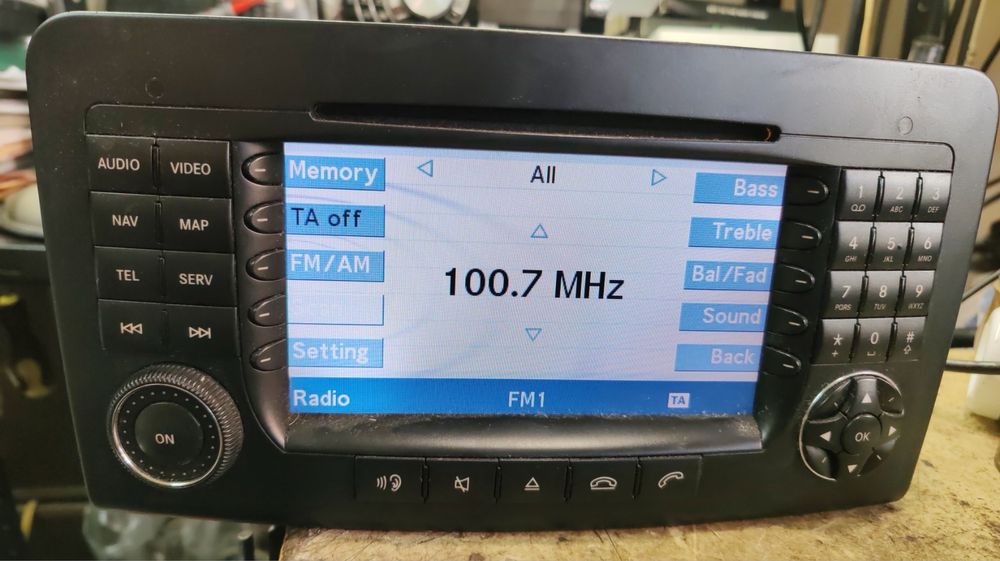 AUDIO VIDEO
NAV MAP
TEL SERV
ON
Memory
TA off
FM/AM
Setting
All
100.7 MHz
Bass
Treble
Bal/Fad
Sound
Back
Radio FM1 TA
1 2 ABC 3 DEF
4 GHI 5 JKL 6 MNO
7 PQRS 8 TUV 9 WXYZ
* + 0 #
OK